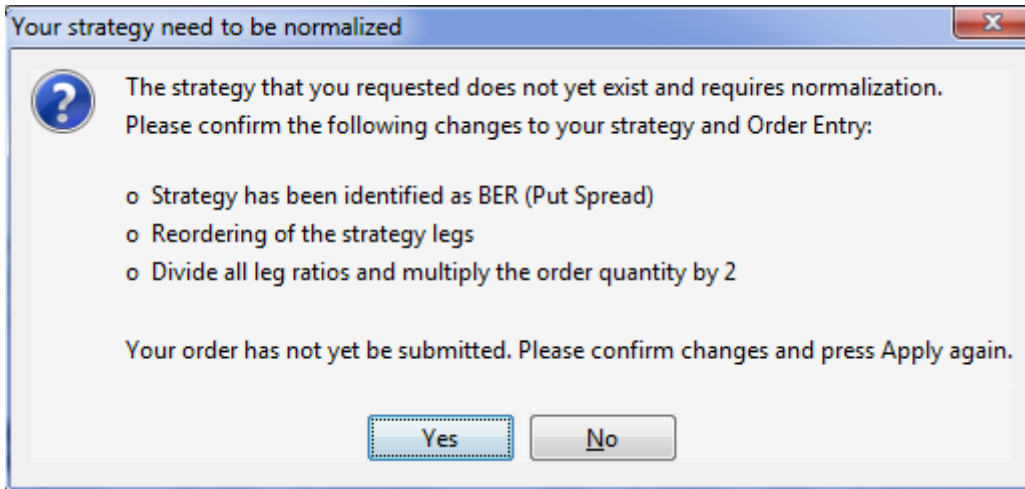 Your strategy need to be normalized
The strategy that you requested does not yet exist and requires normalization.
Please confirm the following changes to your strategy and Order Entry:
o Strategy has been identified as BER (Put Spread)
o Reordering of the strategy legs
o Divide all leg ratios and multiply the order quantity by 2
Your order has not yet be submitted. Please confirm changes and press Apply again.
Yes No